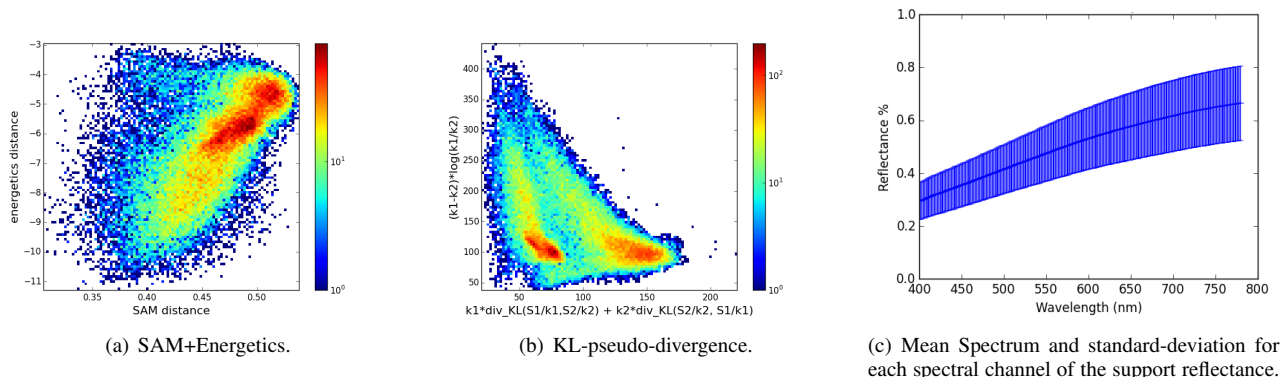 −3
−4
−5
−6
−7
−8
−9
−10
−11
energetics distance
0.35 0.40 0.45 0.50
SAM distance
10¹
10⁰
(a) SAM+Energetics.
400
350
300
250
200
150
100
50
(k1-k2)*log(k1/k2)
50 100 150 200
k1*div_KL(S1/k1,S2/k2) + k2*div_KL(S2/k2, S1/k1)
10²
10¹
10⁰
(b) KL-pseudo-divergence.
1.0
0.8
0.6
0.4
0.2
0.0
Reflectance %
400 450 500 550 600 650 700 750 800
Wavelength (nm)
(c) Mean Spectrum and standard-deviation for
each spectral channel of the support reflectance.